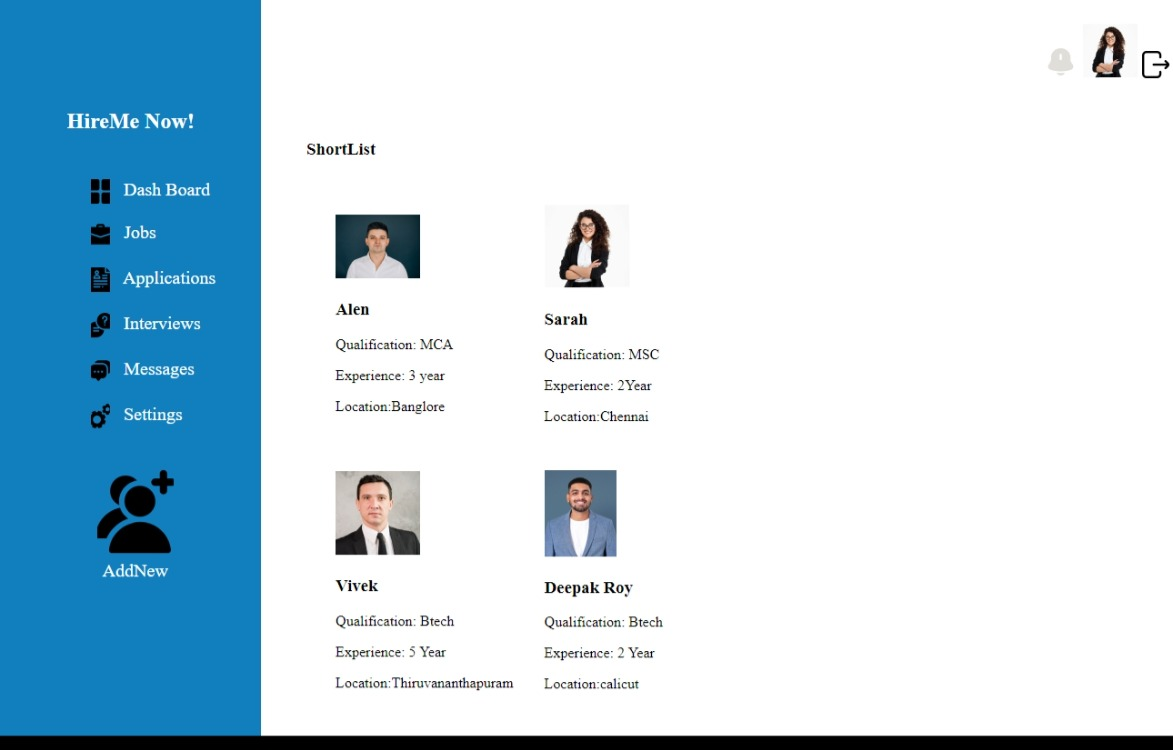 HireMe Now!
Dash Board
Jobs
Applications
Interviews
Messages
Settings
AddNew
ShortList
Alen
Qualification: MCA
Experience: 3 year
Location:Banglore
Sarah
Qualification: MSC
Experience: 2Year
Location:Chennai
Vivek
Qualification: Btech
Experience: 5 Year
Location:Thiruvananthapuram
Deepak Roy
Qualification: Btech
Experience: 2 Year
Location:calicut